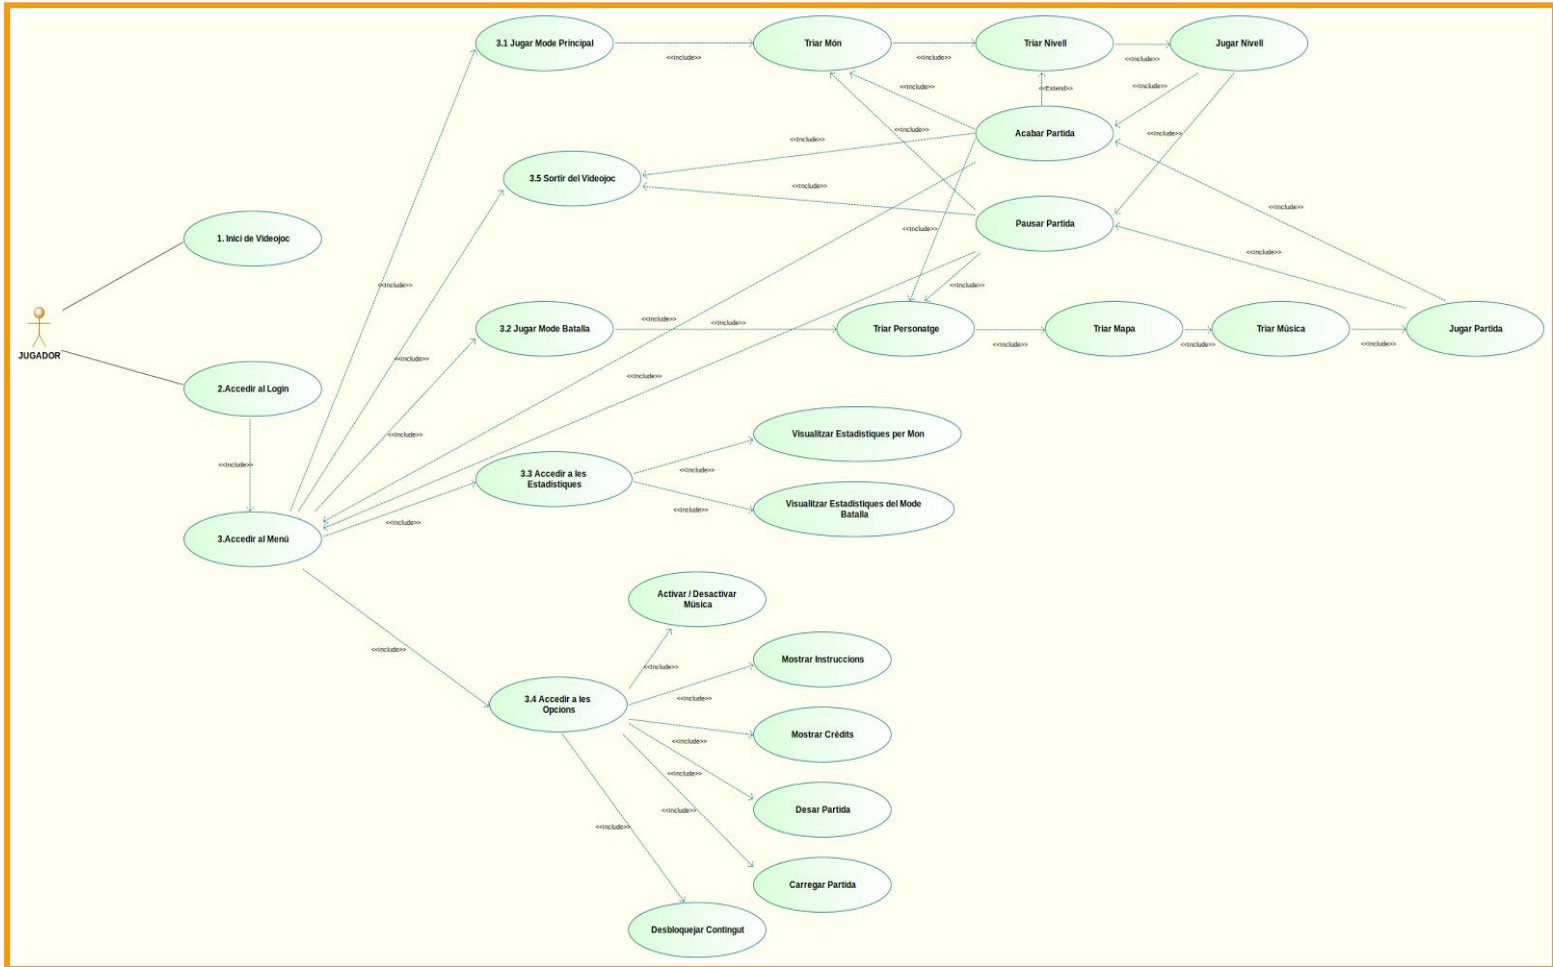 3.1 Jugar Mode Principal
<<Include>>
Triar Món
<<Include>>
Triar Nivell
<<Include>>
Jugar Nivell
<<Include>>
<<Extend>>
<<Include>>
<<Include>>
Acabar Partida
<<Include>>
<<Include>>
3.5 Sortir del Videojoc
<<Include>>
<<Include>>
Pausar Partida
<<Include>>
<<Include>>
1. Inici de Videojoc
<<Include>>
<<Include>>
JUGADOR
3.2 Jugar Mode Batalla
<<Include>>
<<Include>>
Triar Personatge
<<Include>>
Triar Mapa
<<Include>>
Triar Música
<<Include>>
Jugar Partida
<<Include>>
<<Include>>
2.Accedir al Login
<<Include>>
<<Include>>
Visualitzar Estadístiques per Mon
<<Include>>
3.3 Accedir a les
Estadístiques
<<Include>>
Visualitzar Estadístiques del Mode
Batalla
<<Include>>
3.Accedir al Menú
Activar / Desactivar
Música
<<Include>>
<<Include>>
Mostrar Instruccions
3.4 Accedir a les
Opcions
<<Include>>
Mostrar Crèdits
<<Include>>
<<Include>>
Desar Partida
<<Include>>
<<Include>>
Carregar Partida
Desbloquejar Contingut